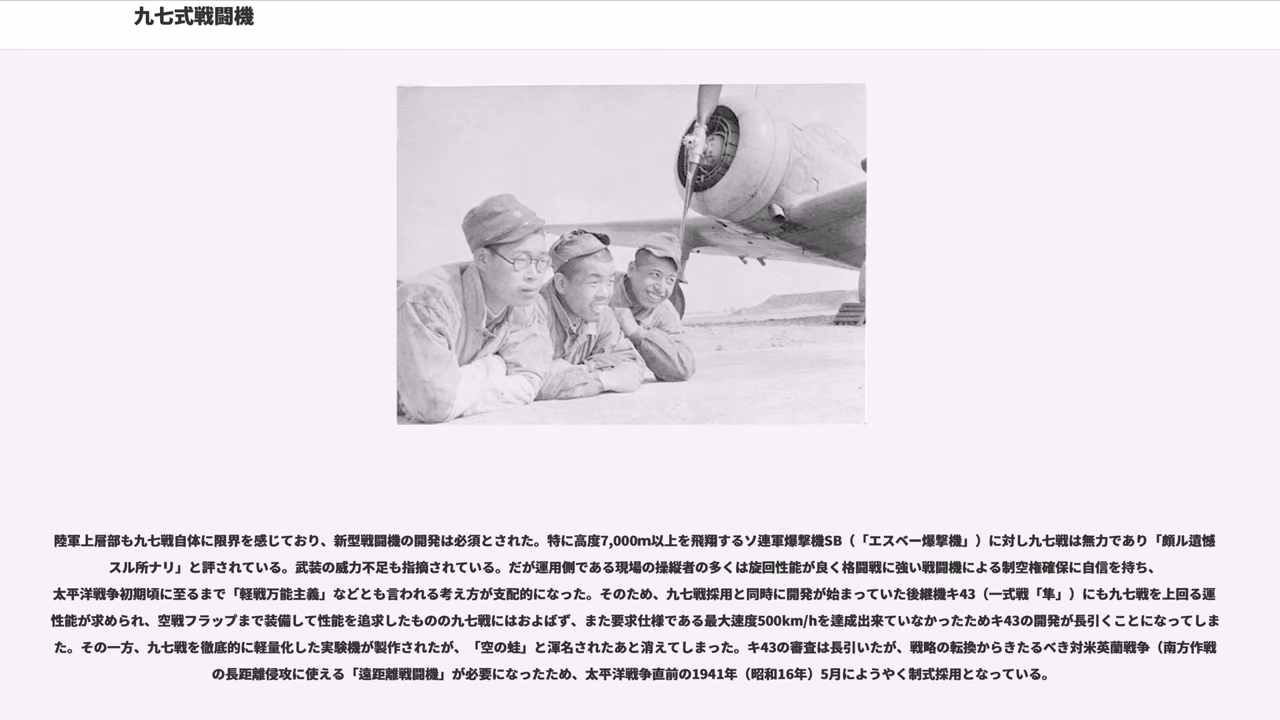 九七式戦闘機
陸軍上層部も九七戦自体に限界を感じており、新型戦闘機の開発は必須とされた。特に高度7,000m以上を飛翔するソ連軍爆撃機SB（「エスベー爆撃機」）に対し九七戦は無力であり「頗ル遺憾
スル所ナリ」と評されている。武装の威力不足も指摘されている。だが運用側である現場の操縦者の多くは旋回性能が良く格闘戦に強い戦闘機による制空権確保に自信を持ち、
太平洋戦争初期頃に至るまで「軽戦万能主義」などとも言われる考え方が支配的になった。そのため、九七戦採用と同時に開発が始まっていた後継機キ43（一式戦「隼」）にも九七戦を上回る運
性能が求められ、空戦フラップまで装備して性能を追求したものの九七戦にはおよばず、また要求仕様である最大速度500km/hを達成出来ていなかったためキ43の開発が長引くことになってしま
た。その一方、九七戦を徹底的に軽量化した実験機が製作されたが、「空の蛙」と渾名されたあと消えてしまった。キ43の審査は長引いたが、戦略の転換からきたるべき対米英蘭戦争（南方作戦
の長距離侵攻に使える「遠距離戦闘機」が必要になったため、太平洋戦争直前の1941年（昭和16年）5月にようやく制式採用となっている。